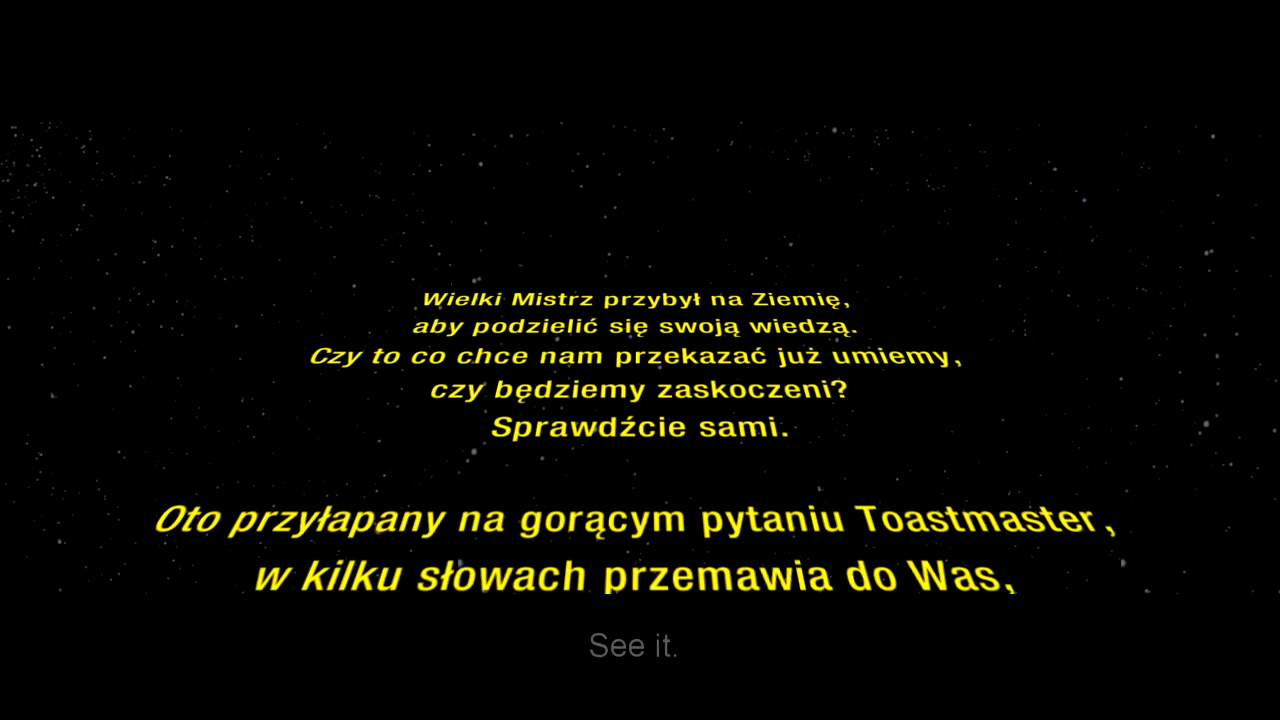 Wielki Mistrz przybył na Ziemię,
aby podzielić się swoją wiedzą.
Czy to co chce nam przekazać już umiemy,
czy będziemy zaskoczeni?
Sprawdźcie sami.
Oto przyłapany na gorącym pytaniu Toastmaster,
w kilku słowach przemawia do Was,
See it.